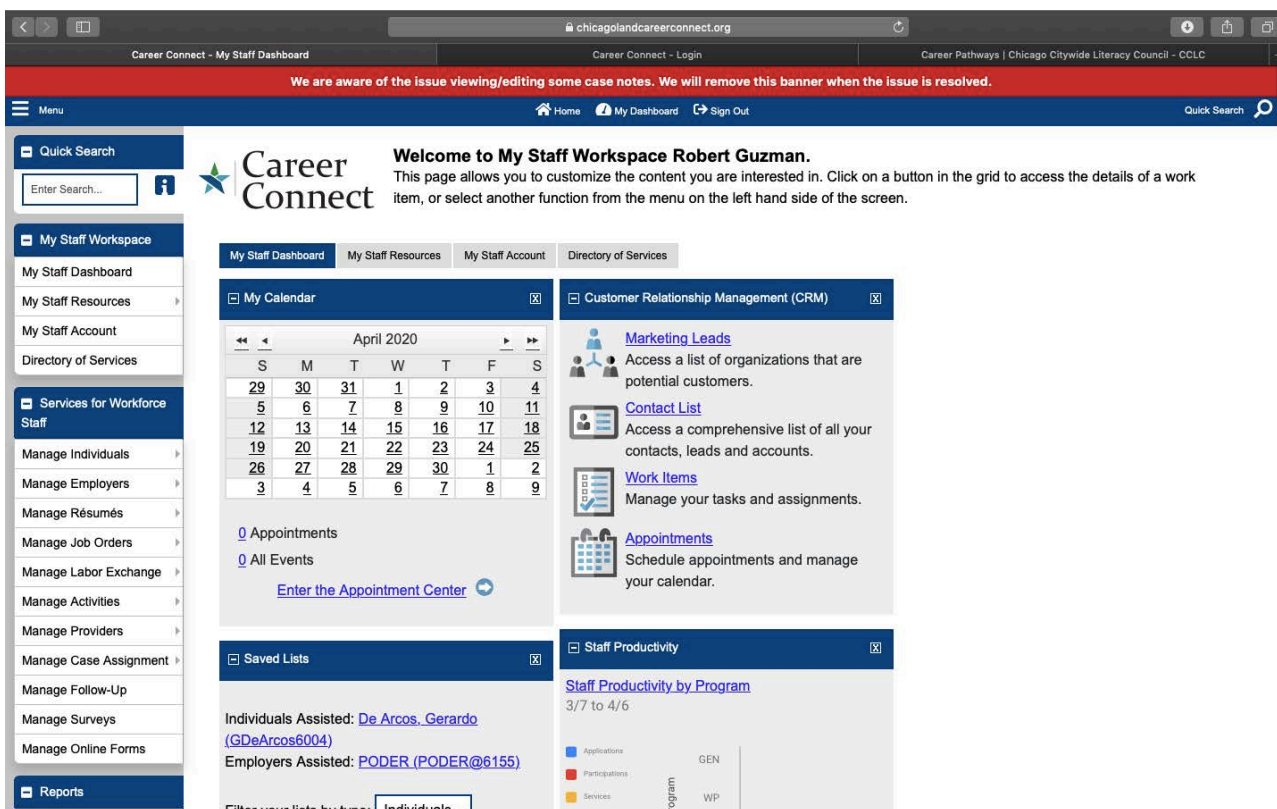 chicagolandcareerconnect.org
Career Connect - My Staff Dashboard
Career Connect - Login
Career Pathways | Chicago Citywide Literacy Council - CCLC
We are aware of the issue viewing/editing some case notes. We will remove this banner when the issue is resolved.
Menu
Home
My Dashboard
Sign Out
Quick Search
Quick Search
Enter Search...
My Staff Workspace
My Staff Dashboard
My Staff Resources
My Staff Account
Directory of Services
Services for Workforce
Staff
Manage Individuals
Manage Employers
Manage Résumés
Manage Job Orders
Manage Labor Exchange
Manage Activities
Manage Providers
Manage Case Assignment
Manage Follow-Up
Manage Surveys
Manage Online Forms
Reports
Career
Connect
Welcome to My Staff Workspace Robert Guzman.
This page allows you to customize the content you are interested in. Click on a button in the grid to access the details of a work
item, or select another function from the menu on the left hand side of the screen.
My Staff Dashboard
My Staff Resources
My Staff Account
Directory of Services
My Calendar
April 2020
S M T W T F S
29 30 31 1 2 3 4
5 6 7 8 9 10 11
12 13 14 15 16 17 18
19 20 21 22 23 24 25
26 27 28 29 30 1 2
3 4 5 6 7 8 9
0 Appointments
0 All Events
Enter the Appointment Center
Customer Relationship Management (CRM)
Marketing Leads
Access a list of organizations that are
potential customers.
Contact List
Access a comprehensive list of all your
contacts, leads and accounts.
Work Items
Manage your tasks and assignments.
Appointments
Schedule appointments and manage
your calendar.
Saved Lists
Individuals Assisted: De Arcos, Gerardo
(GDeArcos6004)
Employers Assisted: PODER (PODER@6155)
Filter your lists by type: Individuals
Staff Productivity
Staff Productivity by Program
3/7 to 4/6
Applications
Participations
Services
GEN
WP